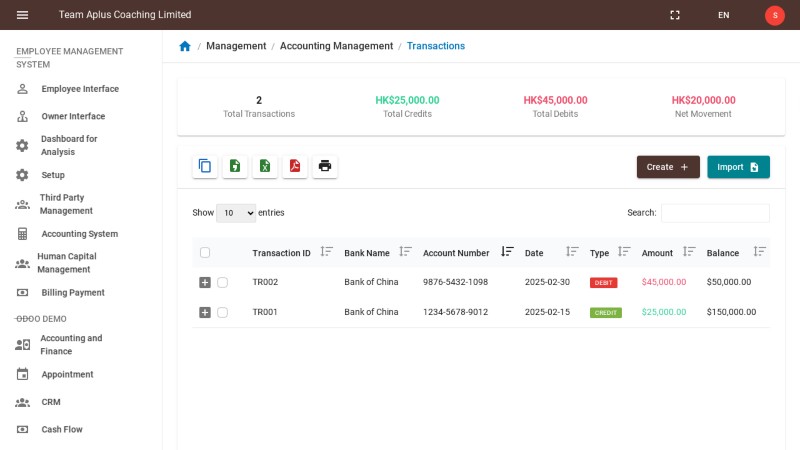 Team Aplus Coaching Limited
EN
S
EMPLOYEE MANAGEMENT
SYSTEM
Employee Interface
Owner Interface
Dashboard for
Analysis
Setup
Third Party
Management
Accounting System
Human Capital
Management
Billing Payment
ODOO DEMO
Accounting and
Finance
Appointment
CRM
Cash Flow
/ Management / Accounting Management / Transactions
2
Total Transactions
HK$25,000.00
Total Credits
HK$45,000.00
Total Debits
HK$20,000.00
Net Movement
Create +
Import
Show 10 entries
Search:
Transaction ID Bank Name Account Number Date Type Amount Balance
TR002 Bank of China 9876-5432-1098 2025-02-30 DEBIT $45,000.00 $50,000.00
TR001 Bank of China 1234-5678-9012 2025-02-15 CREDIT $25,000.00 $150,000.00